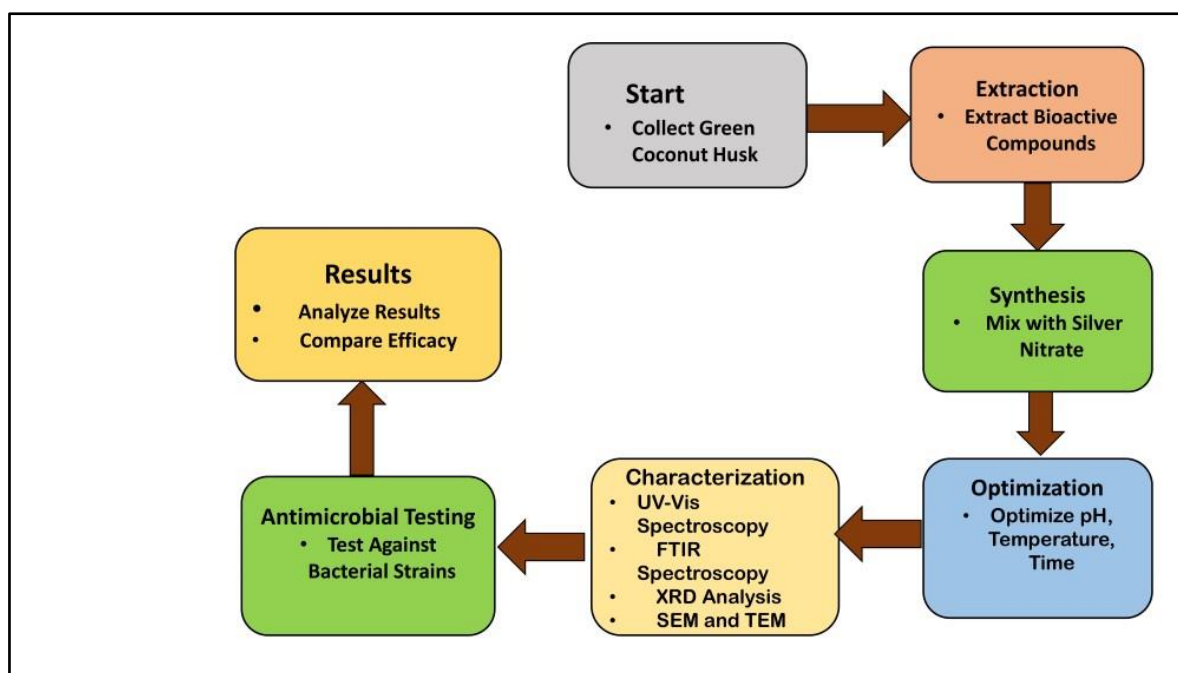 Start
• Collect Green
Coconut Husk
Extraction
• Extract Bioactive
Compounds
Synthesis
• Mix with Silver
Nitrate
Optimization
• Optimize pH,
Temperature,
Time
Characterization
• UV-Vis
Spectroscopy
• FTIR
Spectroscopy
• XRD Analysis
• SEM and TEM
Antimicrobial Testing
• Test Against
Bacterial Strains
Results
• Analyze Results
• Compare Efficacy